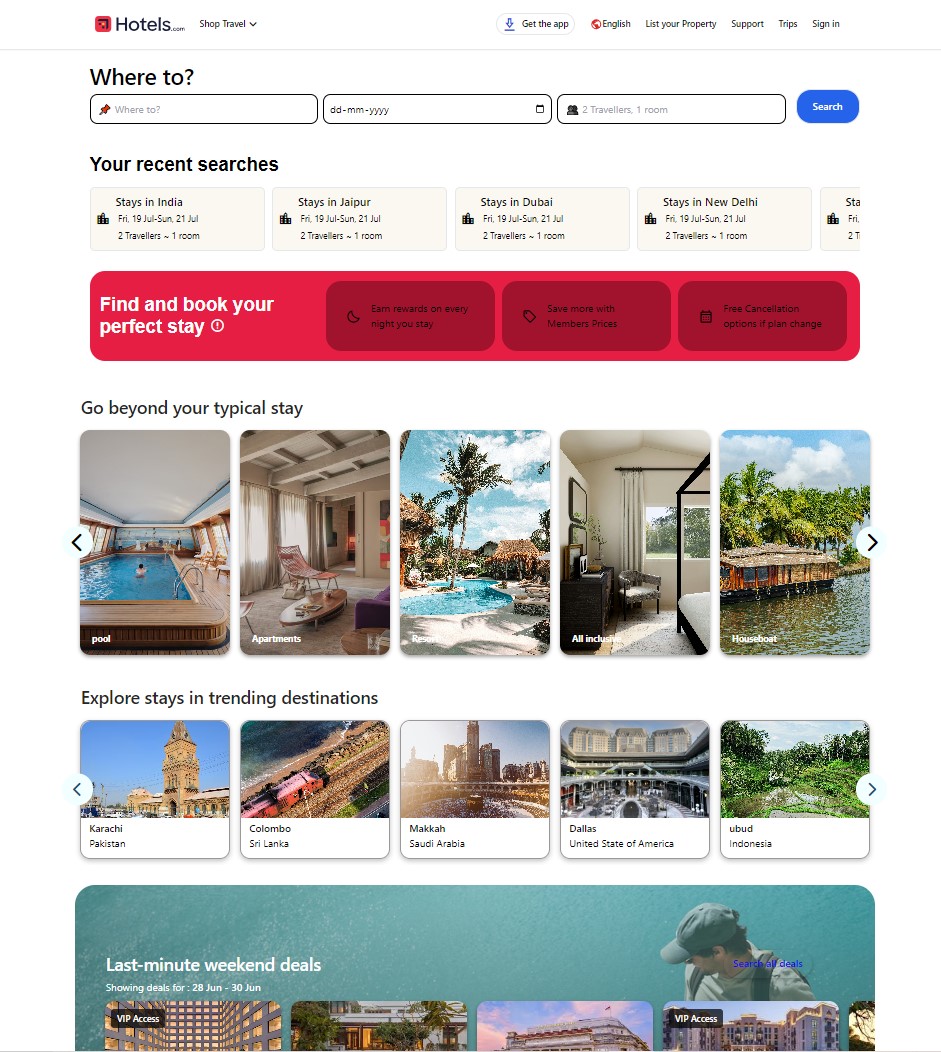 Hotels.com
Shop Travel
Get the app
English
List your Property
Support
Trips
Sign in
Where to?
Where to?
dd-mm-yyyy
2 Travellers, 1 room
Search
Your recent searches
Stays in India
Fri, 19 Jul-Sun, 21 Jul
2 Travellers ~ 1 room
Stays in Jaipur
Fri, 19 Jul-Sun, 21 Jul
2 Travellers ~ 1 room
Stays in Dubai
Fri, 19 Jul-Sun, 21 Jul
2 Travellers ~ 1 room
Stays in New Delhi
Fri, 19 Jul-Sun, 21 Jul
2 Travellers ~ 1 room
Sta
Fri,
2 T
Find and book your
perfect stay
Earn rewards on every
night you stay
Save more with
Members Prices
Free Cancellation
options if plan change
Go beyond your typical stay
pool
Apartments
Resort
All inclusive
Houseboat
Explore stays in trending destinations
Karachi
Pakistan
Colombo
Sri Lanka
Makkah
Saudi Arabia
Dallas
United State of America
ubud
Indonesia
Last-minute weekend deals
Search all deals
Showing deals for : 28 Jun - 30 Jun
VIP Access
VIP Access